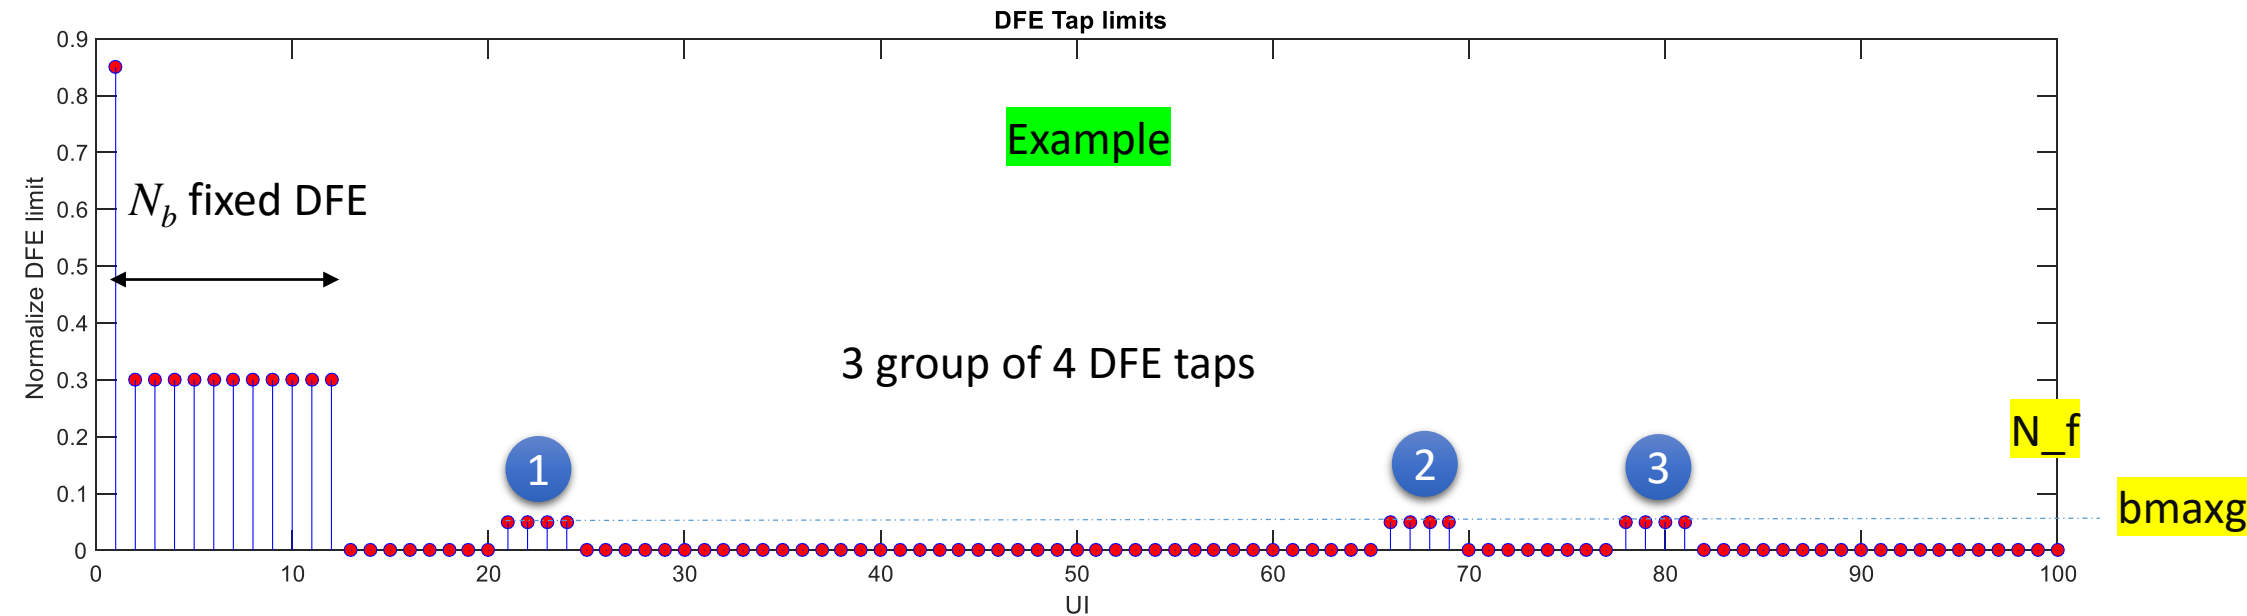 DFE Tap limits
Normalize DFE limit
0.9
0.8
0.7
0.6
0.5
0.4
0.3
0.2
0.1
0
Example
N_b fixed DFE
3 group of 4 DFE taps
1
2
3
N_f
bmaxg
0 10 20 30 40 50 60 70 80 90 100
UI